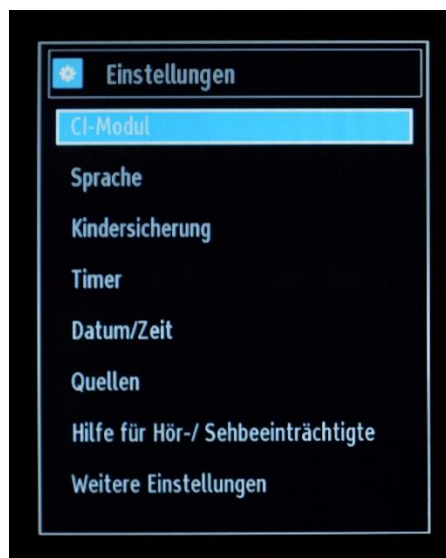 Einstellungen
CI-Modul
Sprache
Kindersicherung
Timer
Datum/Zeit
Quellen
Hilfe für Hör-/ Sehbeeinträchtigte
Weitere Einstellungen